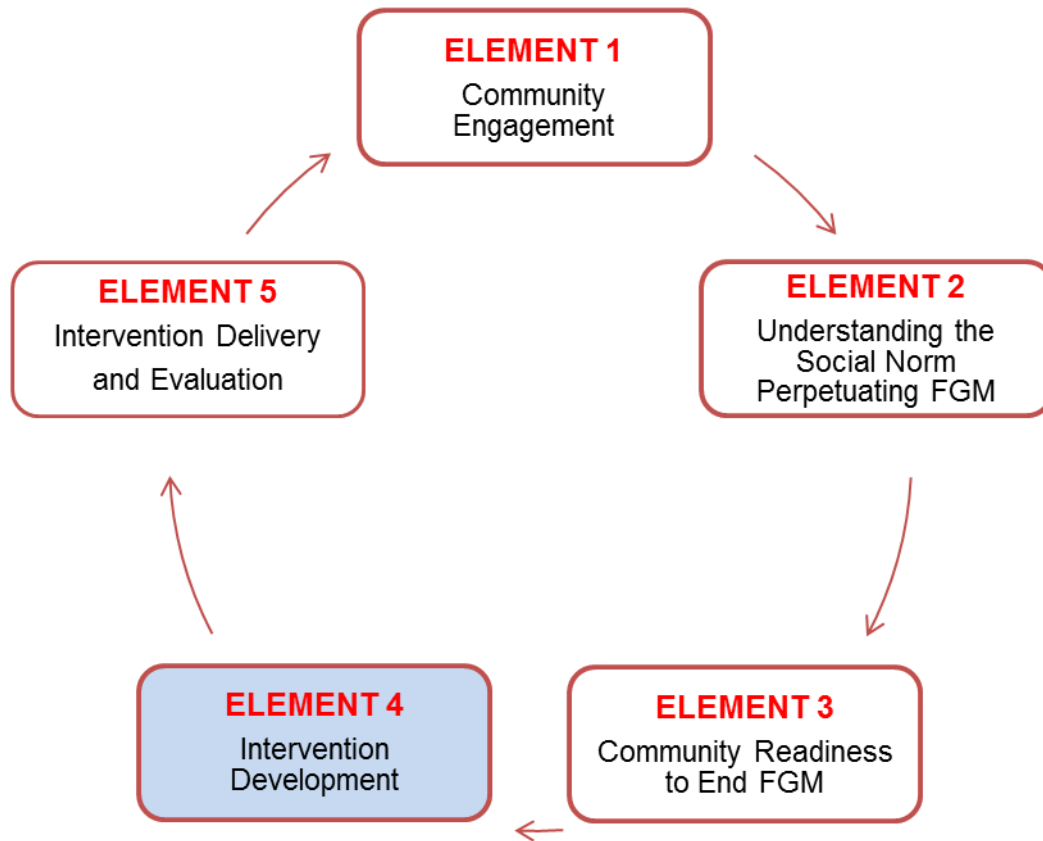 ELEMENT 1
Community
Engagement
ELEMENT 2
Understanding the
Social Norm
Perpetuating FGM
ELEMENT 3
Community Readiness
to End FGM
ELEMENT 4
Intervention
Development
ELEMENT 5
Intervention Delivery
and Evaluation